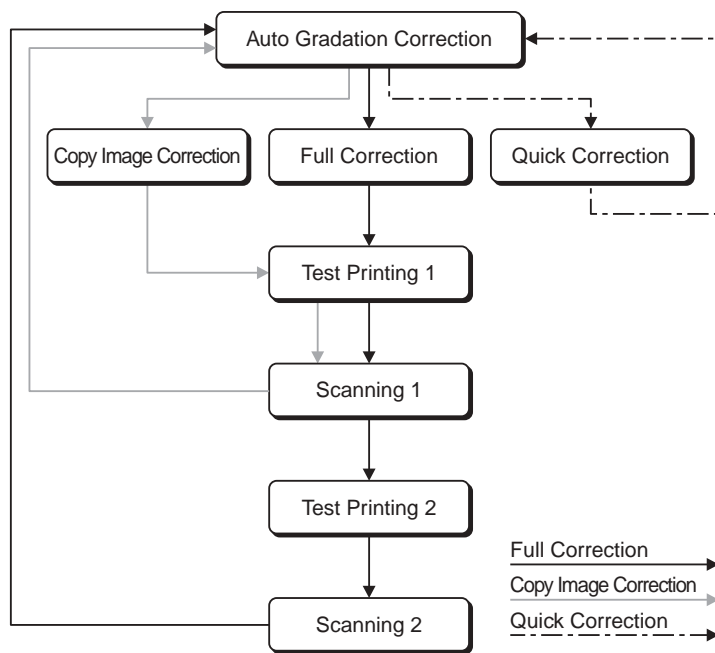 Auto Gradation Correction
Copy Image Correction
Full Correction
Quick Correction
Test Printing 1
Scanning 1
Test Printing 2
Scanning 2
Full Correction
Copy Image Correction
Quick Correction